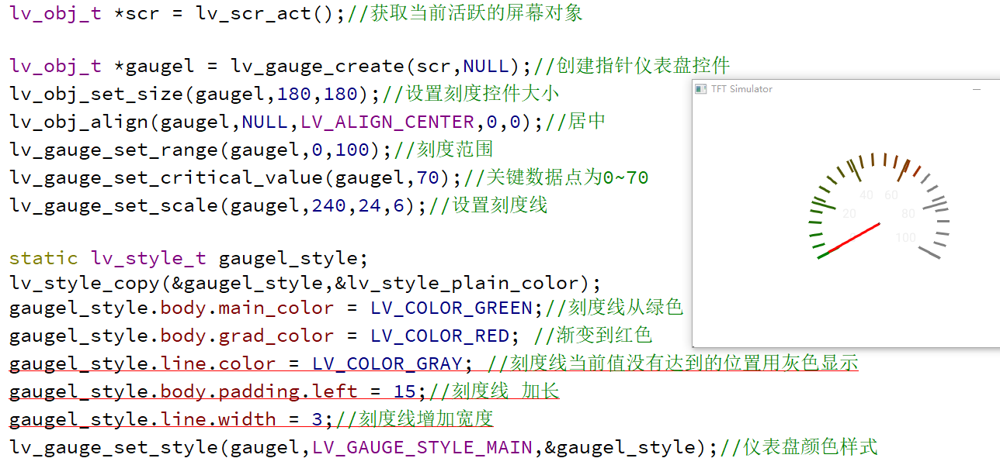 lv_obj_t *scr = lv_scr_act();//获取当前活跃的屏幕对象
lv_obj_t *gaugel = lv_gauge_create(scr,NULL);//创建指针仪表盘控件
lv_obj_set_size(gaugel,180,180);//设置刻度控件大小
lv_obj_align(gaugel,NULL,LV_ALIGN_CENTER,0,0);//居中
lv_gauge_set_range(gaugel,0,100);//刻度范围
lv_gauge_set_critical_value(gaugel,70);//关键数据点为0~70
lv_gauge_set_scale(gaugel,240,24,6);//设置刻度线
static lv_style_t gaugel_style;
lv_style_copy(&gaugel_style,&lv_style_plain_color);
gaugel_style.body.main_color = LV_COLOR_GREEN;//刻度线从绿色
gaugel_style.body.grad_color = LV_COLOR_RED; //渐变到红色
gaugel_style.line.color = LV_COLOR_GRAY; //刻度线当前值没有达到的位置用灰色显示
gaugel_style.body.padding.left = 15;//刻度线 加长
gaugel_style.line.width = 3;//刻度线增加宽度
lv_gauge_set_style(gaugel,LV_GAUGE_STYLE_MAIN,&gaugel_style);//仪表盘颜色样式
TFT Simulator
40 60
20 80
100